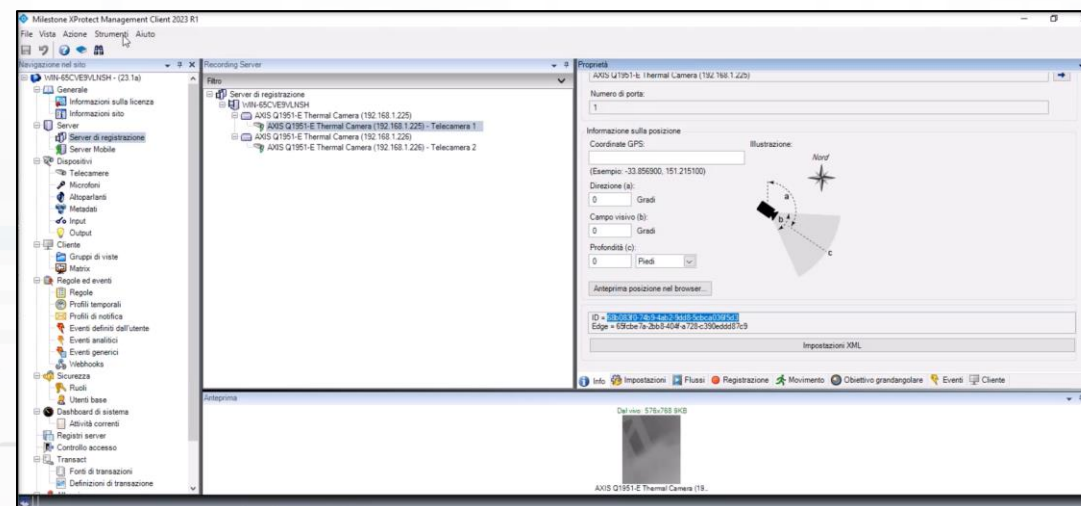 Milestone XProtect Management Client 2023 R1
File Vista Azione Strumenti Aiuto
Navigazione nel sito
WIN-65CVE9VLNSH - (23.1a)
Generale
Informazioni sulla licenza
Informazioni sito
Server
Server di registrazione
Server Mobile
Dispositivi
Telecamere
Microfoni
Altoparlanti
Metadati
Input
Output
Cliente
Gruppi di viste
Matrix
Regole ed eventi
Regole
Profili temporali
Profili di notifica
Eventi definiti dall'utente
Eventi analitici
Eventi generici
Webhooks
Sicurezza
Ruoli
Utenti base
Dashboard di sistema
Attività correnti
Registri server
Controllo accesso
Transact
Fonti di transazioni
Definizioni di transazione
Recording Server
Filtro
Server di registrazione
WIN-65CVE9VLNSH
AXIS Q1951-E Thermal Camera (192.168.1.225)
AXIS Q1951-E Thermal Camera (192.168.1.225) - Telecamera 1
AXIS Q1951-E Thermal Camera (192.168.1.226)
AXIS Q1951-E Thermal Camera (192.168.1.226) - Telecamera 2
Proprietà
AXIS Q1951-E Thermal Camera (192.168.1.225)
Numero di porta:
1
Informazione sulla posizione
Coordinate GPS:
Illustrazione:
Nord
(Esempio: -33.856900, 151.215100)
Direzione (a):
0 Gradi
a
Campo visivo (b):
b
0 Gradi
Profondità (c):
c
0 Piedi
Anteprima posizione nel browser...
ID =
Edge = 65fcbe7a-2bb8-404f-a728-c390eddd87c9
Impostazioni XML
Info Impostazioni Flussi Registrazione Movimento Obiettivo grandangolare Eventi Cliente
Anteprima
Dal vivo: 576x768 9KB
AXIS Q1951-E Thermal Camera (19...